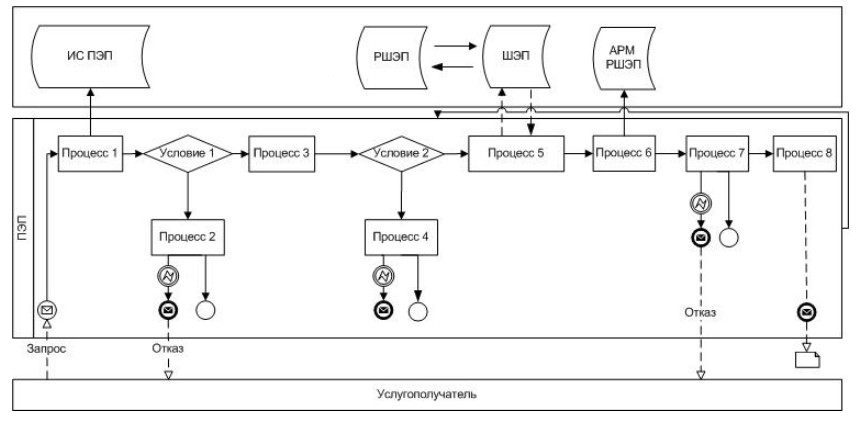 ИС ПЭП
РШЭП
ШЭП
АРМ
РШЭП
ПЭП
Процесс 1
Условие 1
Процесс 3
Условие 2
Процесс 5
Процесс 6
Процесс 7
Процесс 8
Процесс 2
Процесс 4
Запрос
Отказ
Отказ
Услугополучатель